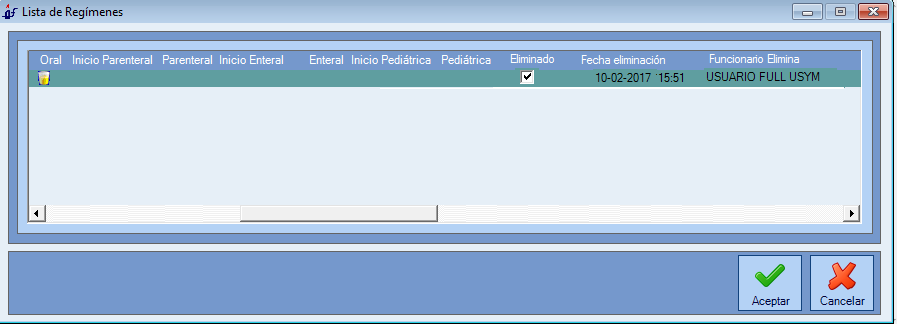 Lista de Regímenes
Oral Inicio Parenteral Parenteral Inicio Enteral Enteral Inicio Pediátrica Pediátrica Eliminado Fecha eliminación Funcionario Elimina
10-02-2017 15:51 USUARIO FULL USYM
Aceptar Cancelar